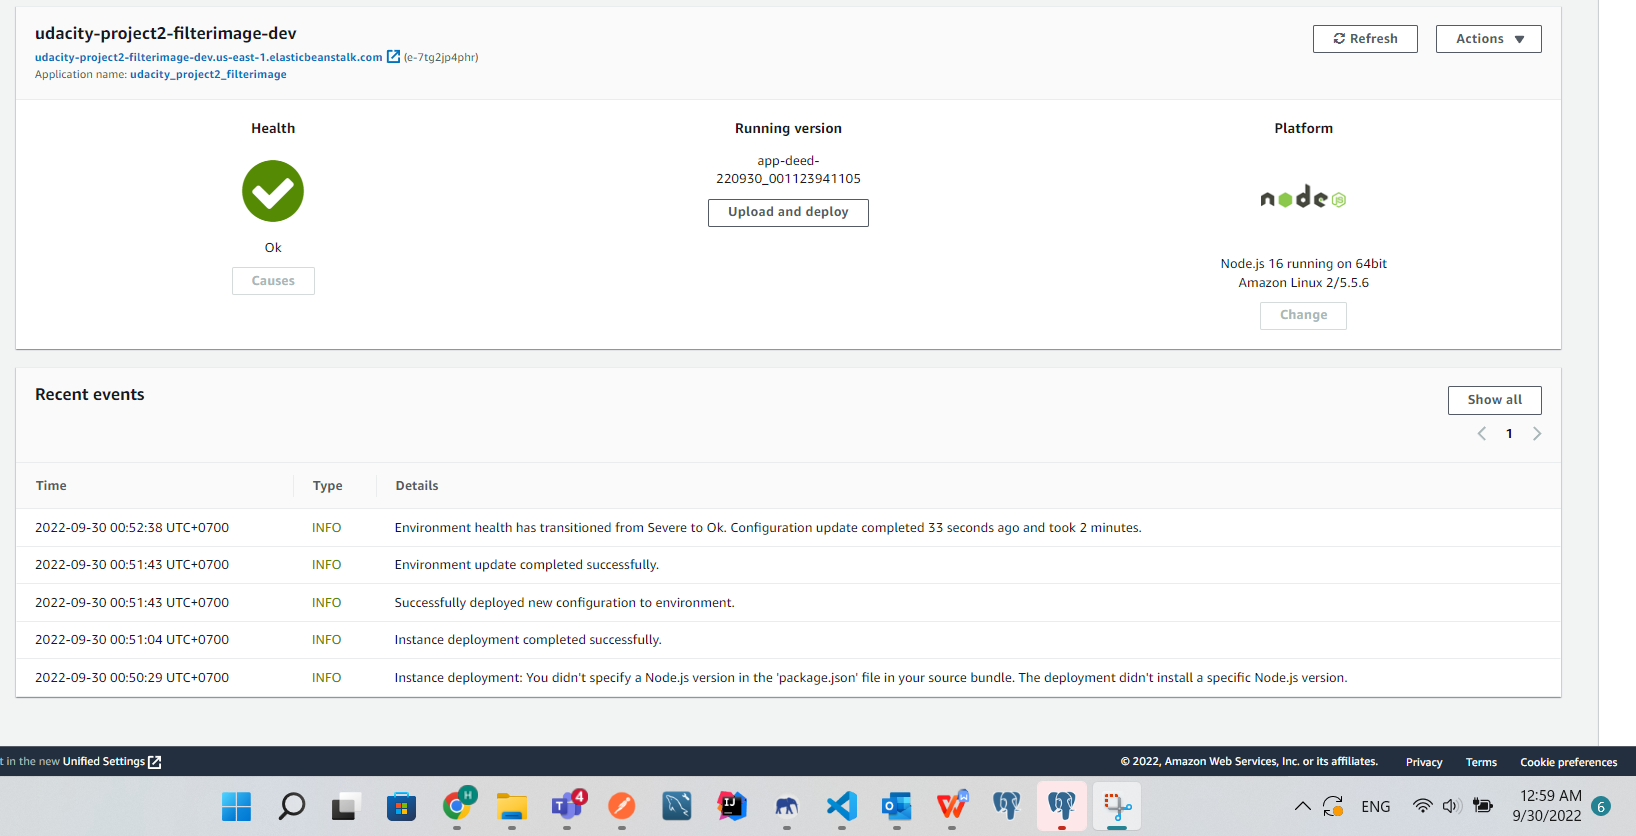 udacity-project2-filterimage-dev
udacity-project2-filterimage-dev.us-east-1.elasticbeanstalk.com (e-7tg2jp4phr)
Application name: udacity_project2_filterimage
Refresh
Actions
Health
Ok
Causes
Running version
app-deed-
220930_001123941105
Upload and deploy
Platform
node
JS
Node.js 16 running on 64bit
Amazon Linux 2/5.5.6
Change
Recent events
Show all
1
Time Type Details
2022-09-30 00:52:38 UTC+0700 INFO Environment health has transitioned from Severe to Ok. Configuration update completed 33 seconds ago and took 2 minutes.
2022-09-30 00:51:43 UTC+0700 INFO Environment update completed successfully.
2022-09-30 00:51:43 UTC+0700 INFO Successfully deployed new configuration to environment.
2022-09-30 00:51:04 UTC+0700 INFO Instance deployment completed successfully.
2022-09-30 00:50:29 UTC+0700 INFO Instance deployment: You didn't specify a Node.js version in the 'package.json' file in your source bundle. The deployment didn't install a specific Node.js version.
t in the new Unified Settings
© 2022, Amazon Web Services, Inc. or its affiliates. Privacy Terms Cookie preferences
H
4
IJ
W
ENG
12:59 AM
9/30/2022
6